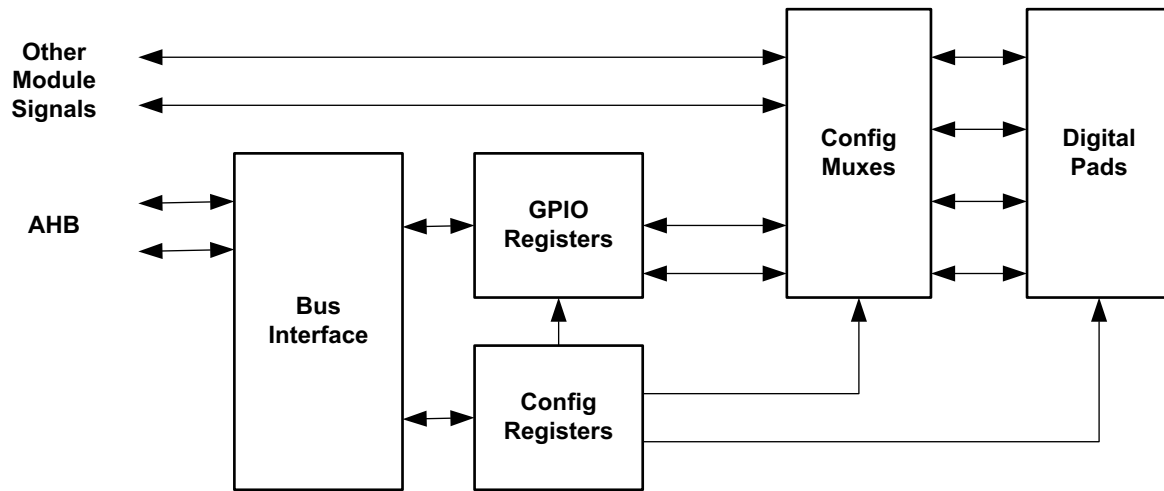 Other
Module
Signals
AHB
Bus
Interface
GPIO
Registers
Config
Registers
Config
Muxes
Digital
Pads